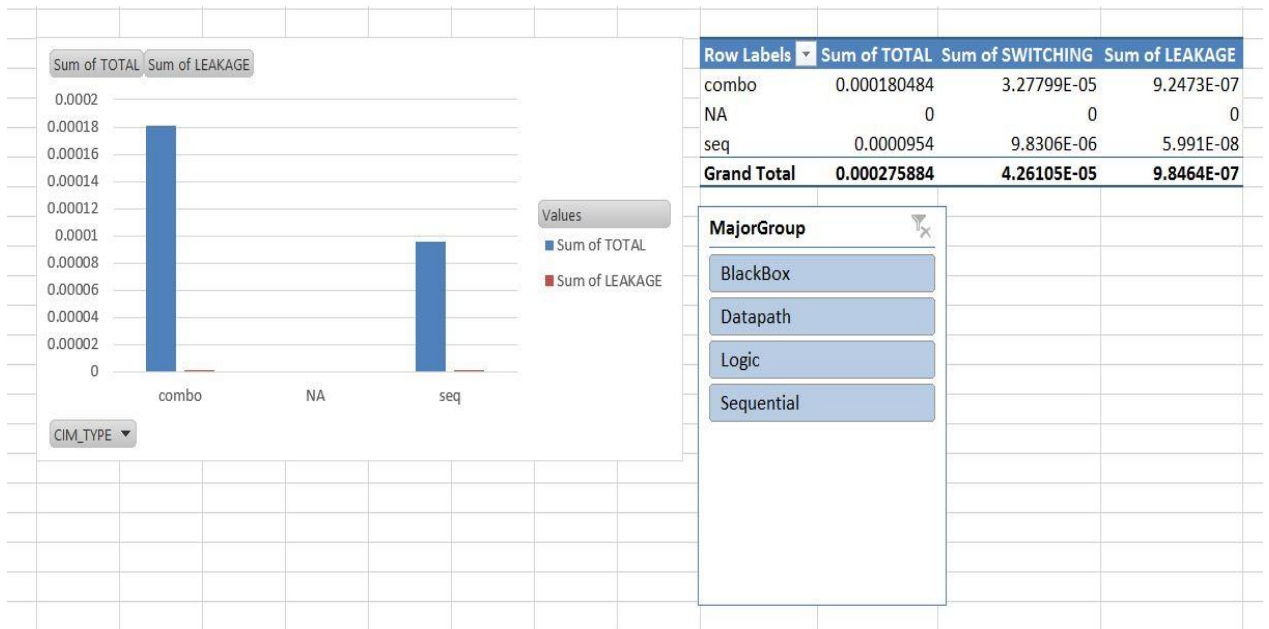 Sum of TOTAL Sum of LEAKAGE
0.0002
0.00018
0.00016
0.00014
0.00012
0.0001
0.00008
0.00006
0.00004
0.00002
0
combo NA seq
CIM_TYPE
Values
Sum of TOTAL
Sum of LEAKAGE
Row Labels Sum of TOTAL Sum of SWITCHING Sum of LEAKAGE
combo 0.000180484 3.27799E-05 9.2473E-07
NA 0 0 0
seq 0.0000954 9.8306E-06 5.991E-08
Grand Total 0.000275884 4.26105E-05 9.8464E-07
MajorGroup
BlackBox
Datapath
Logic
Sequential